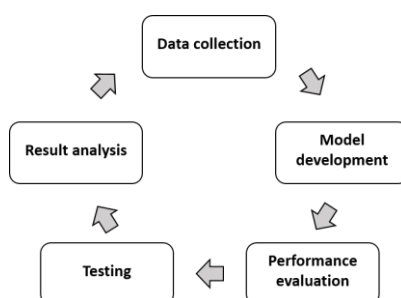 Data collection
Model
development
Performance
evaluation
Testing
Result analysis